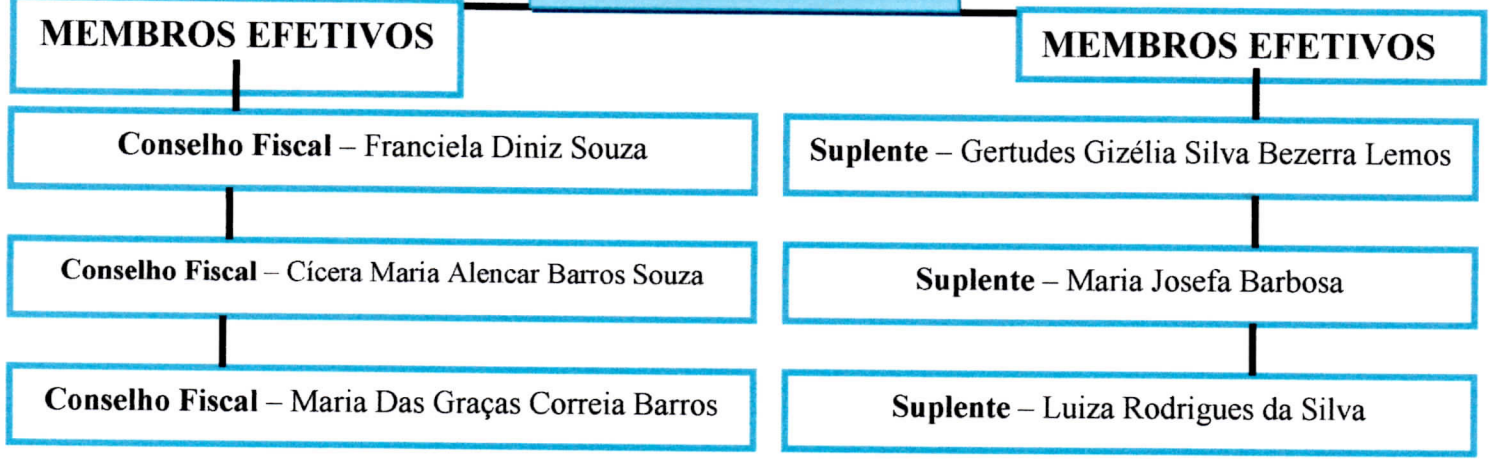 MEMBROS EFETIVOS
Conselho Fiscal – Franciela Diniz Souza
Conselho Fiscal – Cícera Maria Alencar Barros Souza
Conselho Fiscal – Maria Das Graças Correia Barros
MEMBROS EFETIVOS
Suplente – Gertudes Gizélia Silva Bezerra Lemos
Suplente – Maria Josefa Barbosa
Suplente – Luiza Rodrigues da Silva